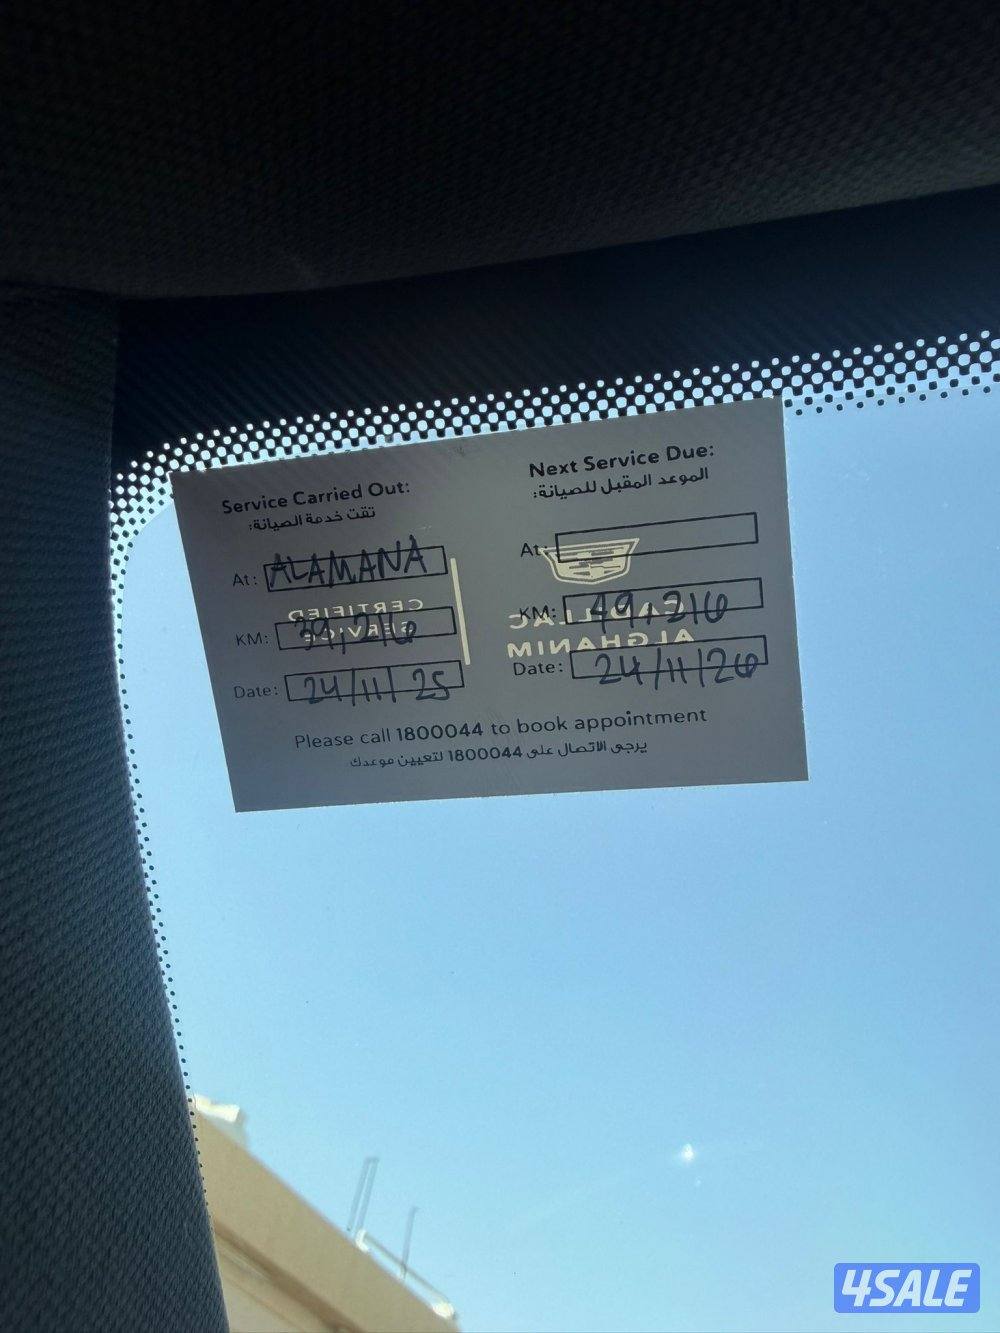 Service Carried Out:
تمت خدمة الصيانة:
At: ALAMANA
KM: 39,216
Date: 24/11/25
CERTIFIED
SERVICE
Next Service Due:
الموعد المقبل للصيانة:
At:
KM: 49,216
Date: 24/11/26
CADILLAC
ALGHANIM
Please call 1800044 to book appointment
يرجى الاتصال على 1800044 لتعيين موعدك
4SALE